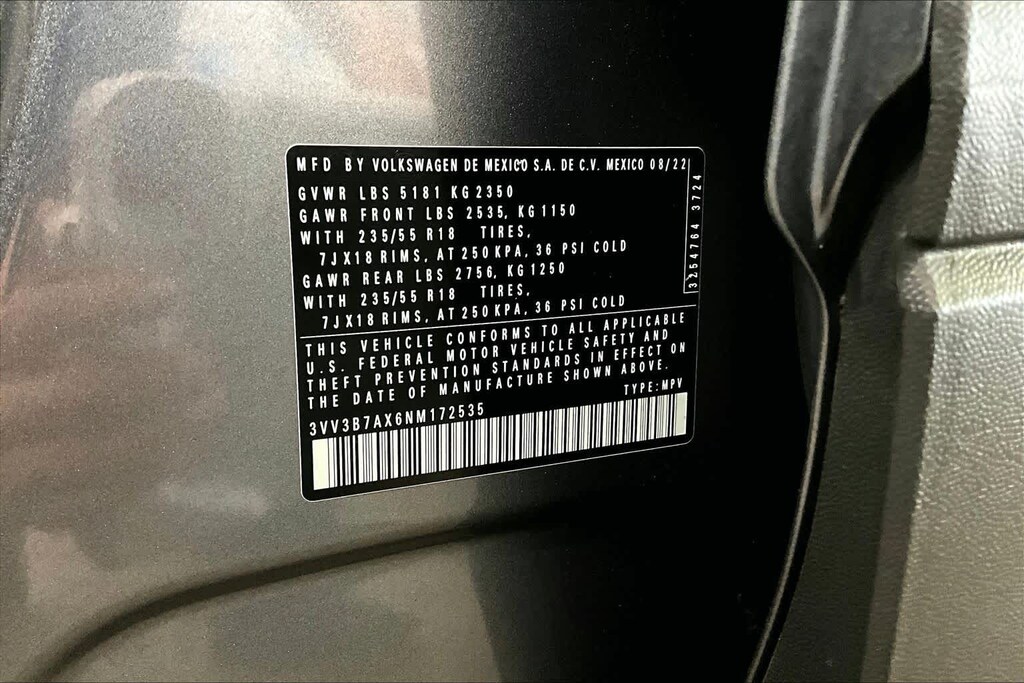 MFD BY VOLKSWAGEN DE MEXICO S.A. DE C.V. MEXICO 08/22
GVWR LBS 5181 KG 2350
GAWR FRONT LBS 2535, KG 1150
WITH 235/55 R18 TIRES,
7JX18 RIMS, AT 250 KPA, 36 PSI COLD
GAWR REAR LBS 2756, KG 1250
WITH 235/55 R18 TIRES,
7JX18 RIMS, AT 250 KPA, 36 PSI COLD
3254764 3724
THIS VEHICLE CONFORMS TO ALL APPLICABLE
U.S. FEDERAL MOTOR VEHICLE SAFETY AND
THEFT PREVENTION STANDARDS IN EFFECT ON
THE DATE OF MANUFACTURE SHOWN ABOVE.
TYPE: MPV
3VV3B7AX6NM172535